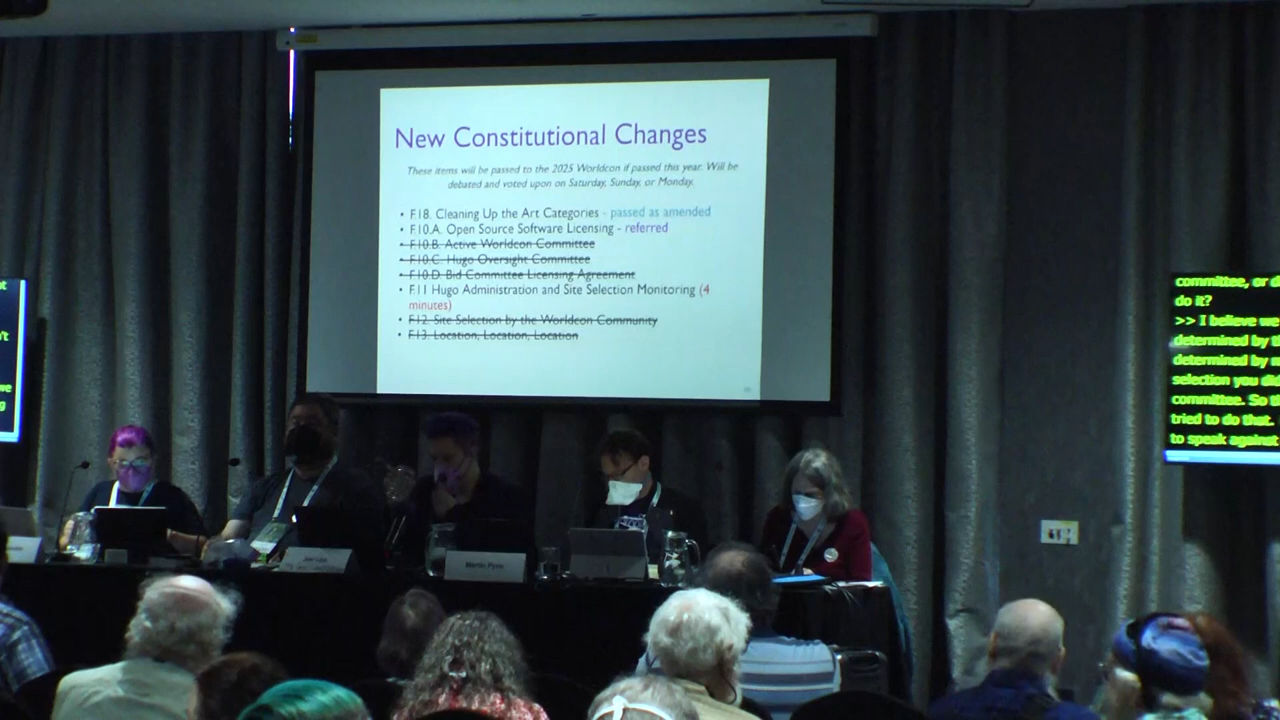 New Constitutional Changes
These items will be passed to the 2025 Worldcon if passed this year. Will be
debated and voted upon on Saturday, Sunday, or Monday.
• F.18. Cleaning Up the Art Categories - passed as amended
• F.10.A. Open Source Software Licensing - referred
• F.10.B. Active Worldcon Committee
• F.10.C. Hugo Oversight Committee
• F.10.D. Bid Committee Licensing Agreement
• F.11 Hugo Administration and Site Selection Monitoring (4
minutes)
• F.12. Site Selection by the Worldcon Community
• F.13. Location, Location, Location
we
committee, or d
do it?
>> I believe we
determined by t
determined by m
selection you did
committee. So th
tried to do that.
to speak against
Martin Pyne